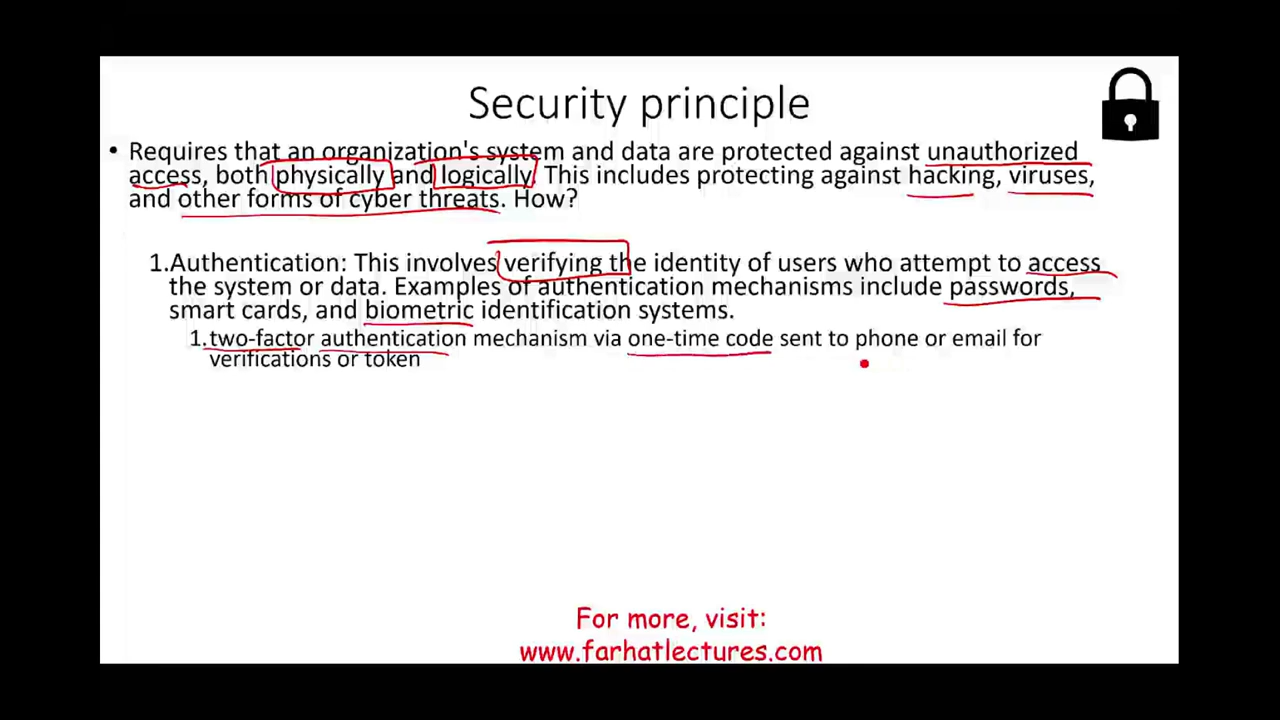 Security principle
• Requires that an organization's system and data are protected against unauthorized
access, both physically and logically. This includes protecting against hacking, viruses,
and other forms of cyber threats. How?
1.Authentication: This involves verifying the identity of users who attempt to access
the system or data. Examples of authentication mechanisms include passwords,
smart cards, and biometric identification systems.
1.two-factor authentication mechanism via one-time code sent to phone or email for
verifications or token
For more, visit:
www.farhatlectures.com